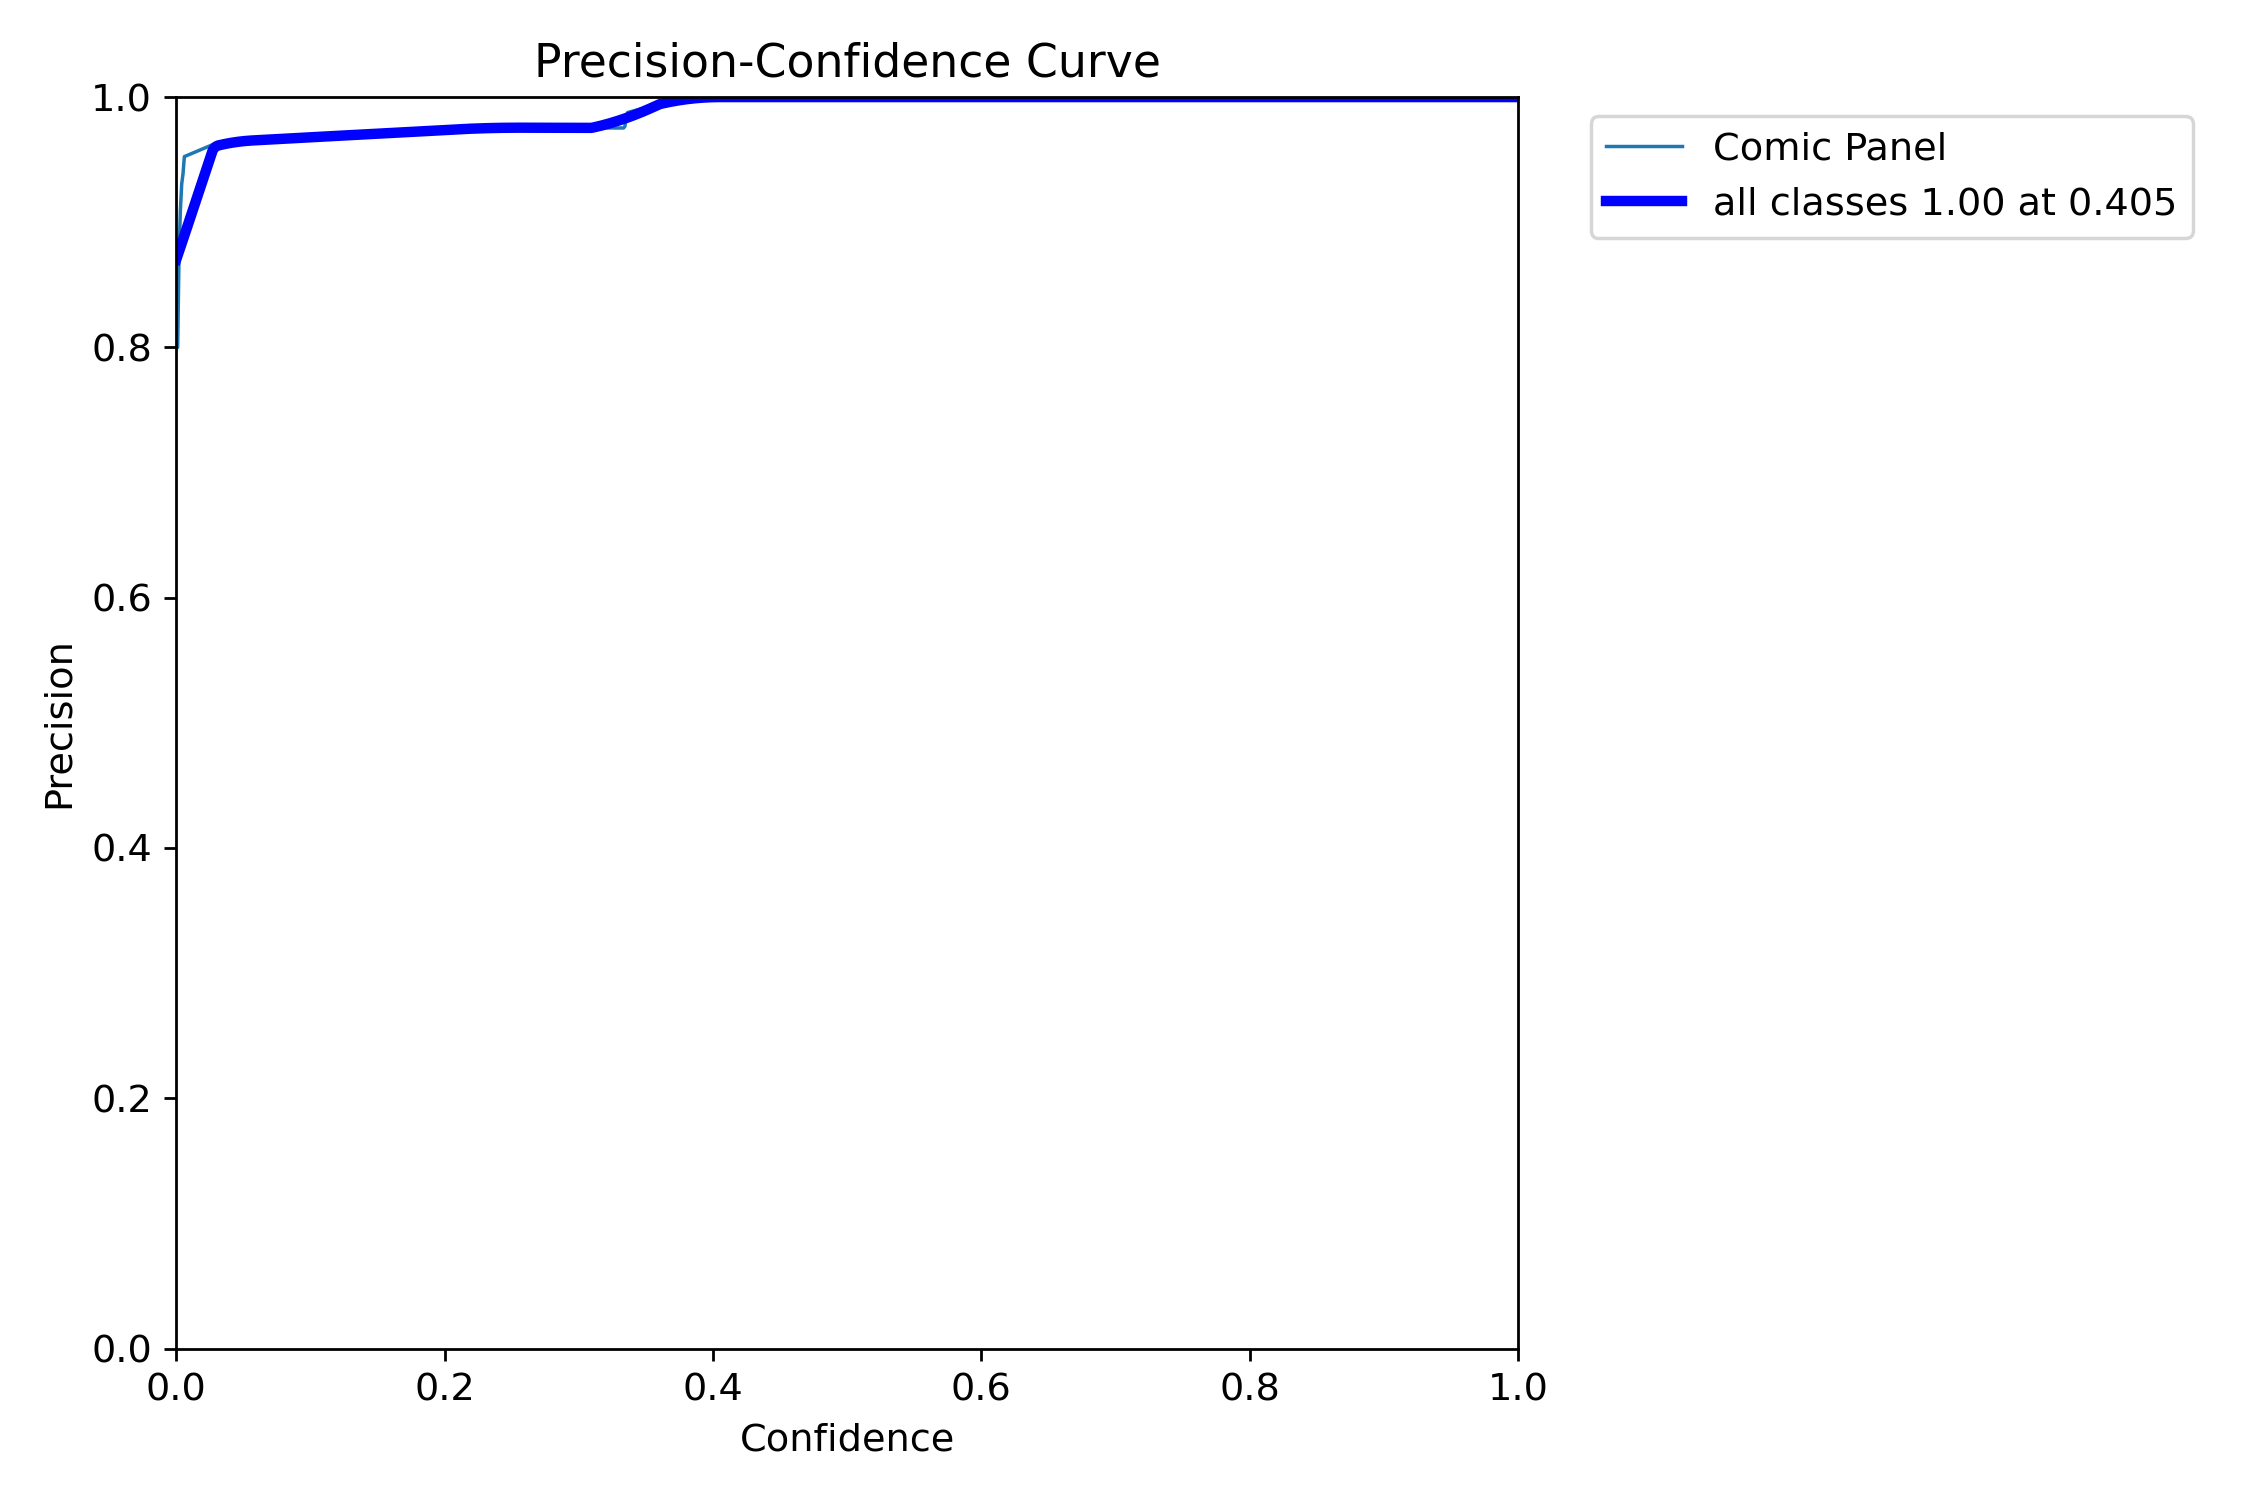 Precision-Confidence Curve
Comic Panel
all classes 1.00 at 0.405
Precision
1.0
0.8
0.6
0.4
0.2
0.0
0.0 0.2 0.4 0.6 0.8 1.0
Confidence